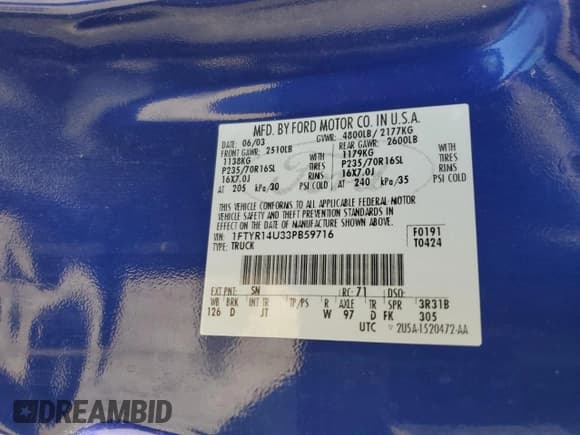 MFD. BY FORD MOTOR CO. IN U.S.A.
DATE: 06/03 GVWR: 4800LB/ 2177KG
FRONT GAWR: 2510LB REAR GAWR: 2600LB
1138KG WITH 1179KG WITH
P235/70R16SL TIRES P235/70R16SL TIRES
16X7.0J RIMS 16X7.0J RIMS
AT 205 kPa/30 PSI COLD AT 240 kPa/35 PSI COLD
THIS VEHICLE CONFORMS TO ALL APPLICABLE FEDERAL MOTOR
VEHICLE SAFETY AND THEFT PREVENTION STANDARDS IN
EFFECT ON THE DATE OF MANUFACTURE SHOWN ABOVE.
VIN: 1FTYR14U33PB59716 F0191
TYPE: TRUCK T0424
EXT PNT: SN RC: 71 DSO:
WB BRK INT TR TP/PS R AXLE TR SPR 3R31B
126 D JT W 97 D FK 305
UTC 2U5A-1520472-AA
DREAMBID